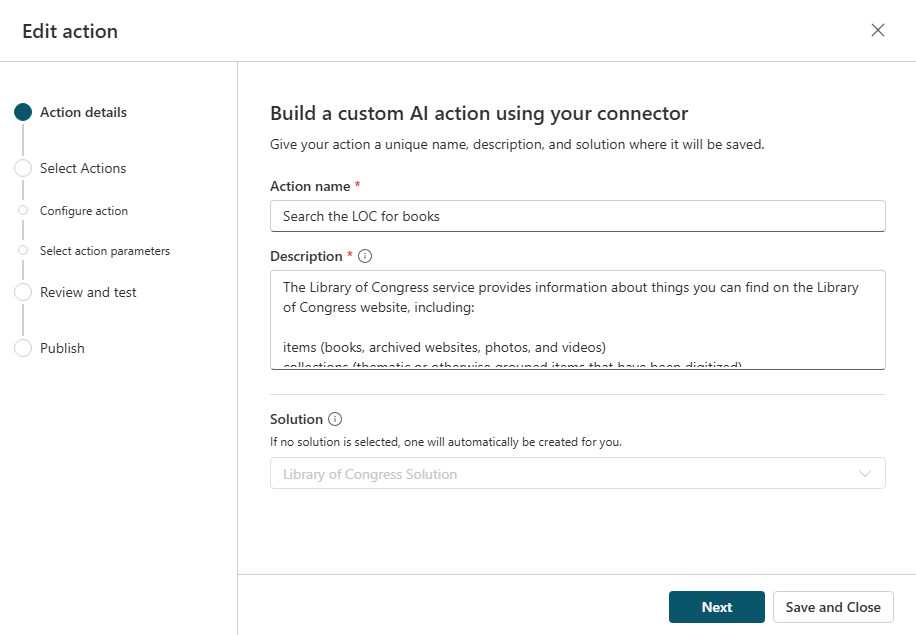 Edit action
Action details
Select Actions
Configure action
Select action parameters
Review and test
Publish
Build a custom AI action using your connector
Give your action a unique name, description, and solution where it will be saved.
Action name *
Search the LOC for books
Description *
The Library of Congress service provides information about things you can find on the Library
of Congress website, including:
items (books, archived websites, photos, and videos)
collections (thematic or otherwise grouped items that have been digitized)
Solution
If no solution is selected, one will automatically be created for you.
Library of Congress Solution
Next
Save and Close